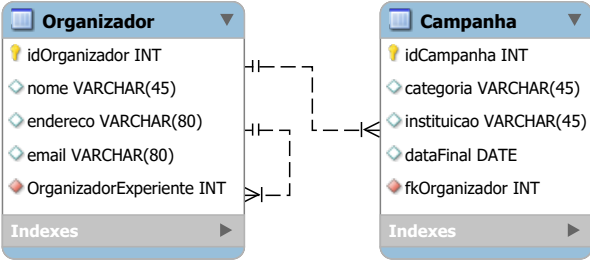 Organizador
idOrganizador INT
nome VARCHAR(45)
endereco VARCHAR(80)
email VARCHAR(80)
OrganizadorExperiente INT
Indexes
Campanha
idCampanha INT
categoria VARCHAR(45)
instituicao VARCHAR(45)
dataFinal DATE
fkOrganizador INT
Indexes